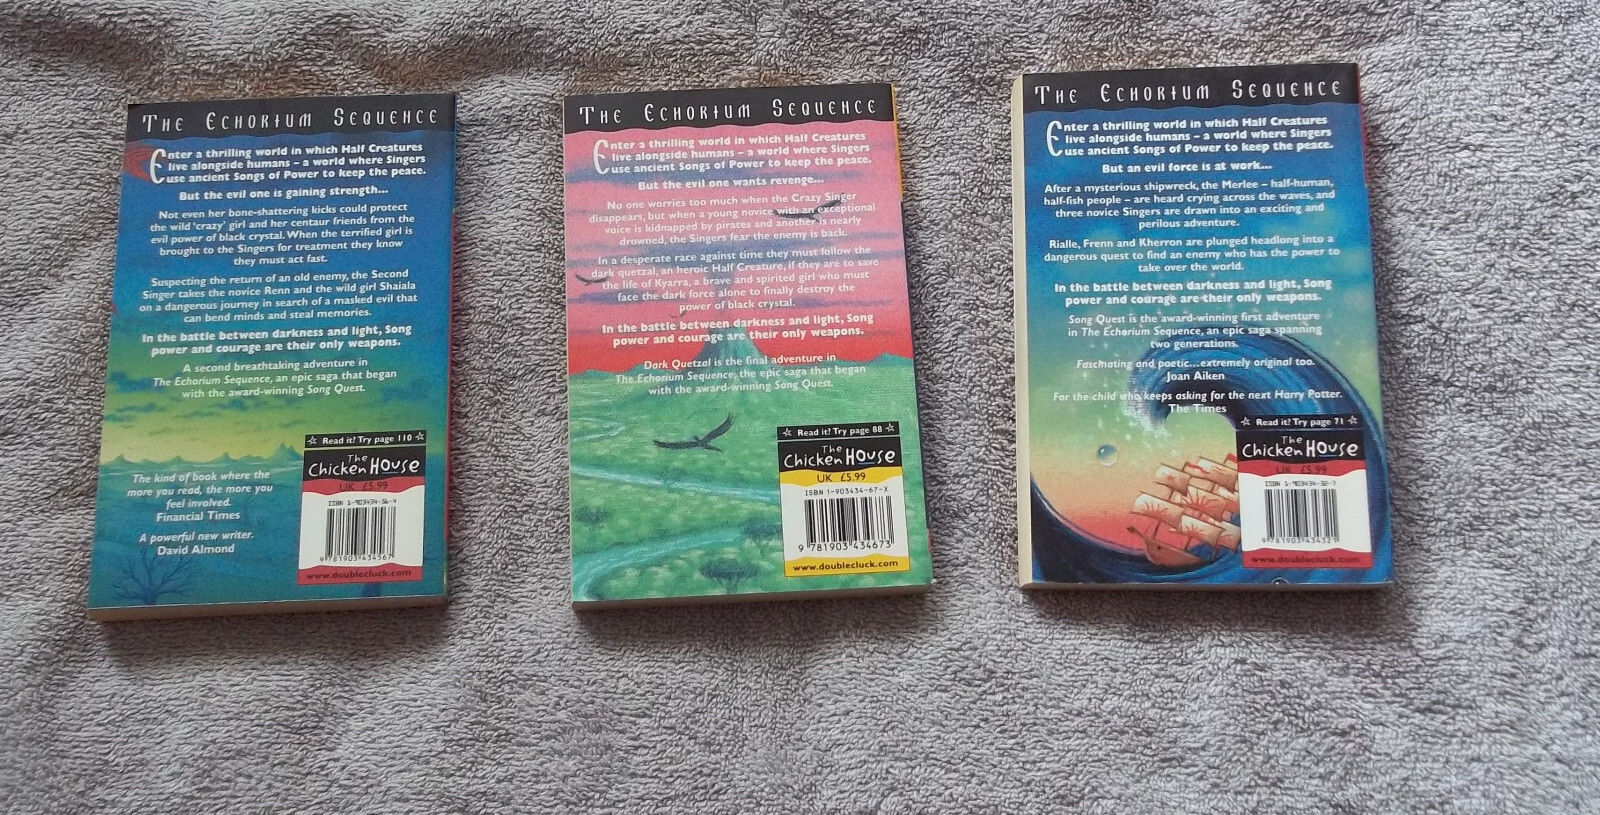 THE ECHORIUM SEQUENCE
Enter a thrilling world in which Half Creatures
live alongside humans – a world where Singers
use ancient Songs of Power to keep the peace.
But the evil one is gaining strength...
Not even her bone-shattering kicks could protect
the wild 'crazy' girl and her centaur friends from the
evil power of black crystal. When the terrified girl is
brought to the Singers for treatment they know
they must act fast.
Suspecting the return of an old enemy, the Second
Singer takes the novice Renn and the wild girl Shaiala
on a dangerous journey in search of a masked evil that
can bend minds and steal memories.
In the battle between darkness and light, Song
power and courage are their only weapons.
A second breathtaking adventure in
The Echorium Sequence, an epic saga that began
with the award-winning Song Quest.
The kind of book where the
more you read, the more you
feel involved.
Financial Times
A powerful new writer.
David Almond
Read it? Try page 110
The
Chicken House
UK £5.99
ISBN 1-903434-56-4
9 781903 434567
www.doublecluck.com
THE ECHORIUM SEQUENCE
Enter a thrilling world in which Half Creatures
live alongside humans – a world where Singers
use ancient Songs of Power to keep the peace.
But the evil one wants revenge...
No one worries too much when the Crazy Singer
disappears, but when a young novice with an exceptional
voice is kidnapped by pirates and another is nearly
drowned, the Singers fear the enemy is back.
In a desperate race against time they must follow the
dark quetzal, an heroic Half Creature, if they are to save
the life of Kyarra, a brave and spirited girl who must
face the dark force alone to finally destroy the
power of black crystal.
In the battle between darkness and light, Song
power and courage are their only weapons.
Dark Quetzal is the final adventure in
The Echorium Sequence, the epic saga that began
with the award-winning Song Quest.
Read it? Try page 88
The
Chicken House
UK £5.99
ISBN 1-903434-67-X
9 781903 434673
www.doublecluck.com
THE ECHORIUM SEQUENCE
Enter a thrilling world in which Half Creatures
live alongside humans – a world where Singers
use ancient Songs of Power to keep the peace.
But an evil force is at work...
After a mysterious shipwreck, the Merlee – half-human,
half-fish people – are heard crying across the waves, and
three novice Singers are drawn into an exciting and
perilous adventure.
Rialle, Frenn and Kherron are plunged headlong into a
dangerous quest to find an enemy who has the power to
take over the world.
In the battle between darkness and light, Song
power and courage are their only weapons.
Song Quest is the award-winning first adventure
in The Echorium Sequence, an epic saga spanning
two generations.
Fascinating and poetic...extremely original too.
Joan Aiken
For the child who keeps asking for the next Harry Potter.
The Times
Read it? Try page 71
The
Chicken House
UK £5.99
ISBN 1-903434-32-7
9 781903 434321
www.doublecluck.com